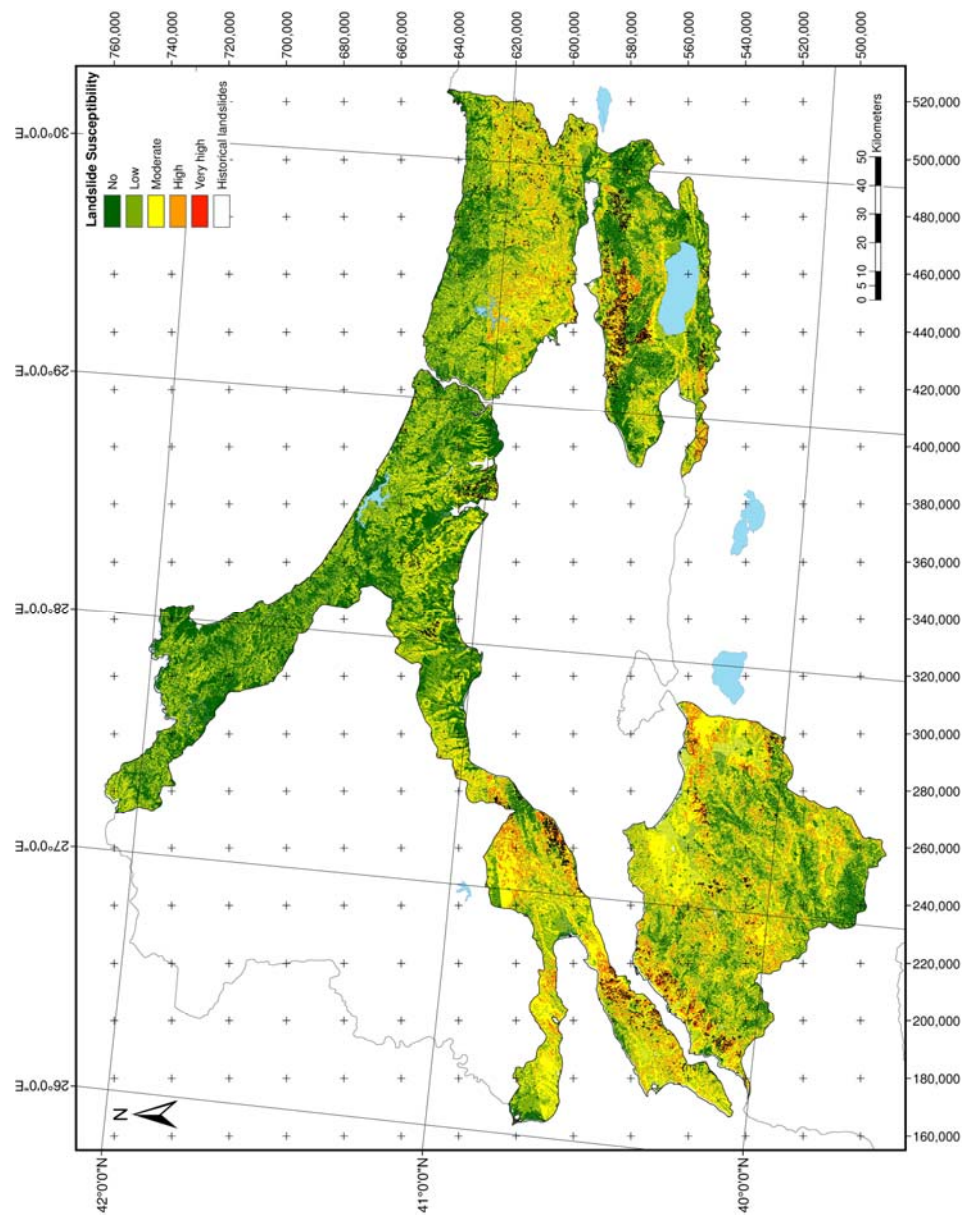 26°0'0"E
27°0'0"E
28°0'0"E
29°0'0"E
30°0'0"E
N
Landslide Susceptibility
No
Low
Moderate
High
Very high
Historical landslides
760,000
740,000
720,000
700,000
680,000
660,000
640,000
620,000
600,000
580,000
560,000
540,000
520,000
500,000
42°0'0"N
41°0'0"N
40°0'0"N
0 5 10 20 30 40 50
Kilometers
160,000
180,000
200,000
220,000
240,000
260,000
280,000
300,000
320,000
340,000
360,000
380,000
400,000
420,000
440,000
460,000
480,000
500,000
520,000